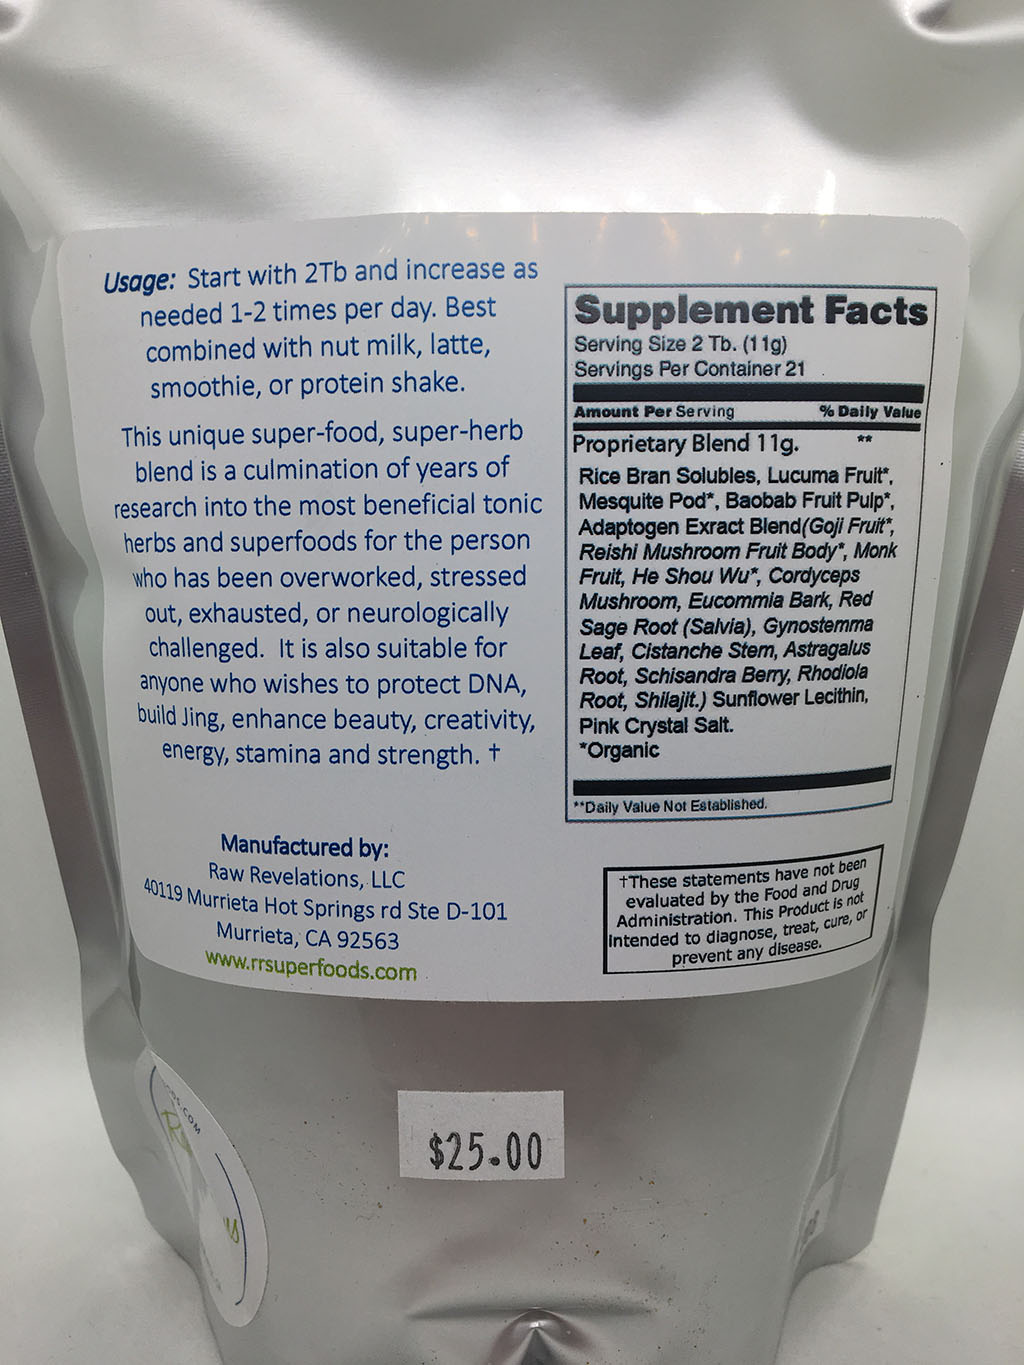 Usage: Start with 2Tb and increase as
needed 1-2 times per day. Best
combined with nut milk, latte,
smoothie, or protein shake.
This unique super-food, super-herb
blend is a culmination of years of
research into the most beneficial tonic
herbs and superfoods for the person
who has been overworked, stressed
out, exhausted, or neurologically
challenged. It is also suitable for
anyone who wishes to protect DNA,
build Jing, enhance beauty, creativity,
energy, stamina and strength. †
Manufactured by:
Raw Revelations, LLC
40119 Murrieta Hot Springs rd Ste D-101
Murrieta, CA 92563
www.rrsuperfoods.com
Supplement Facts
Serving Size 2 Tb. (11g)
Servings Per Container 21
Amount Per Serving % Daily Value
Proprietary Blend 11g. **
Rice Bran Solubles, Lucuma Fruit*,
Mesquite Pod*, Baobab Fruit Pulp*,
Adaptogen Exract Blend(Goji Fruit*,
Reishi Mushroom Fruit Body*, Monk
Fruit, He Shou Wu*, Cordyceps
Mushroom, Eucommia Bark, Red
Sage Root (Salvia), Gynostemma
Leaf, Cistanche Stem, Astragalus
Root, Schisandra Berry, Rhodiola
Root, Shilajit.) Sunflower Lecithin,
Pink Crystal Salt.
*Organic
**Daily Value Not Established.
†These statements have not been
evaluated by the Food and Drug
Administration. This Product is not
intended to diagnose, treat, cure, or
prevent any disease.
$25.00